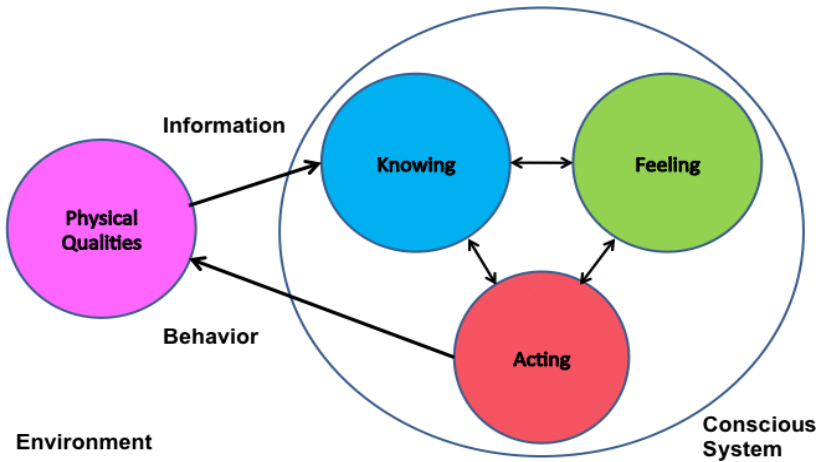 Information
Knowing
Feeling
Physical
Qualities
Behavior
Acting
Environment
Conscious
System